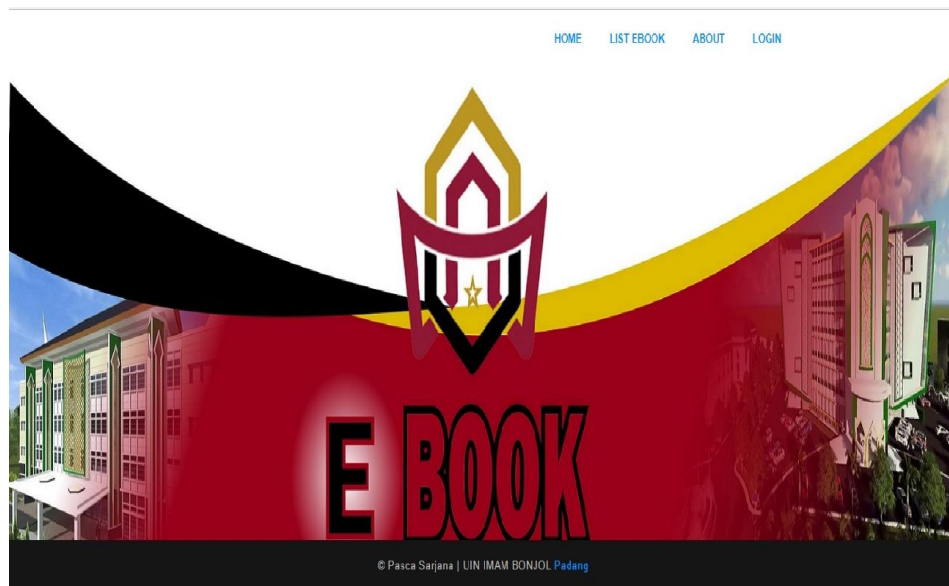 HOME LIST EBOOK ABOUT LOGIN
E BOOK
© Pasca Sarjana | UIN IMAM BONJOL Padang